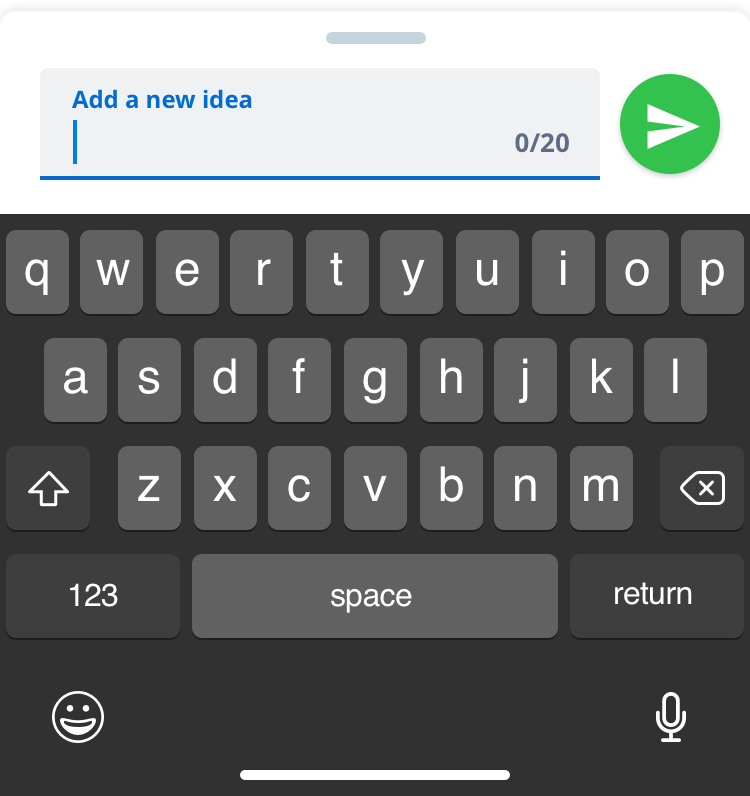 Add a new idea
0/20
q w e r t y u i o p
a s d f g h j k l
z x c v b n m
123 space return